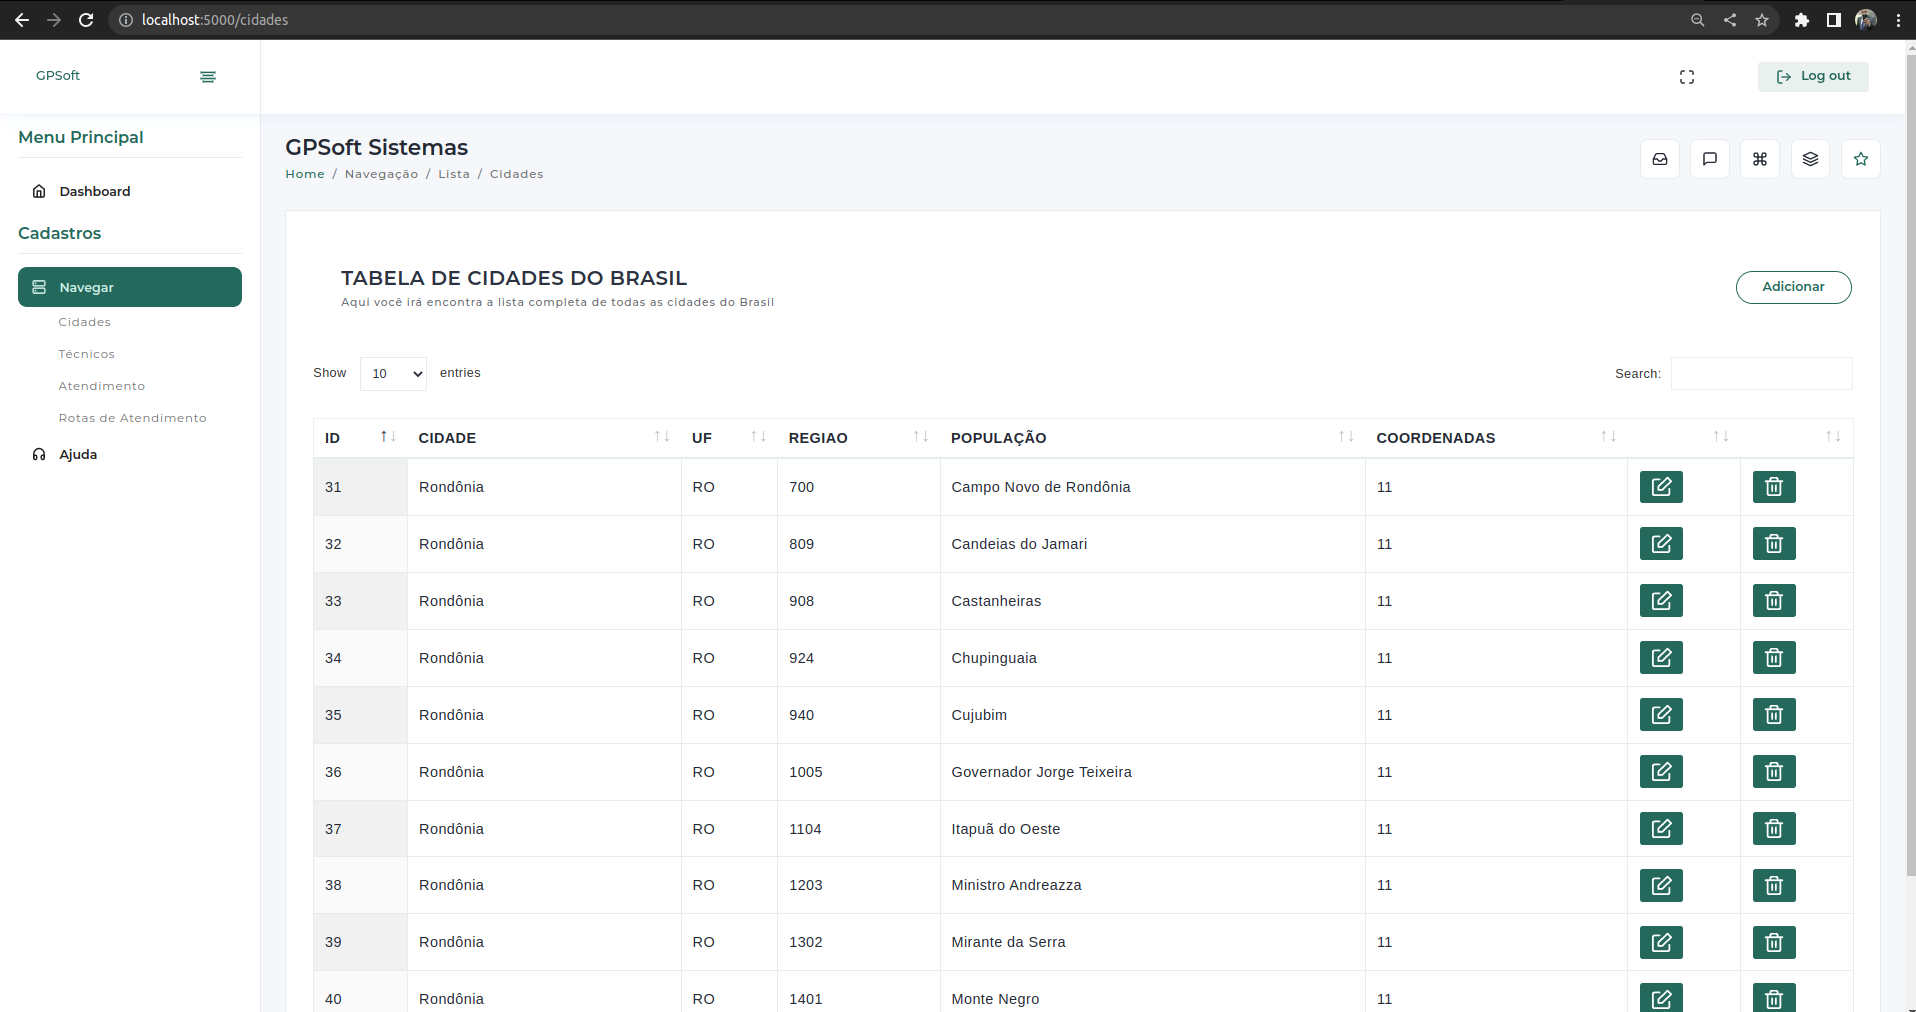 localhost:5000/cidades
GPSoft
Log out
Menu Principal
Dashboard
Cadastros
Navegar
Cidades
Técnicos
Atendimento
Rotas de Atendimento
Ajuda
GPSoft Sistemas
Home / Navegação / Lista / Cidades
TABELA DE CIDADES DO BRASIL
Aqui você irá encontra a lista completa de todas as cidades do Brasil
Adicionar
Show 10 entries
Search:
ID CIDADE UF REGIAO POPULAÇÃO COORDENADAS
31 Rondônia RO 700 Campo Novo de Rondônia 11
32 Rondônia RO 809 Candeias do Jamari 11
33 Rondônia RO 908 Castanheiras 11
34 Rondônia RO 924 Chupinguaia 11
35 Rondônia RO 940 Cujubim 11
36 Rondônia RO 1005 Governador Jorge Teixeira 11
37 Rondônia RO 1104 Itapuã do Oeste 11
38 Rondônia RO 1203 Ministro Andreazza 11
39 Rondônia RO 1302 Mirante da Serra 11
40 Rondônia RO 1401 Monte Negro 11